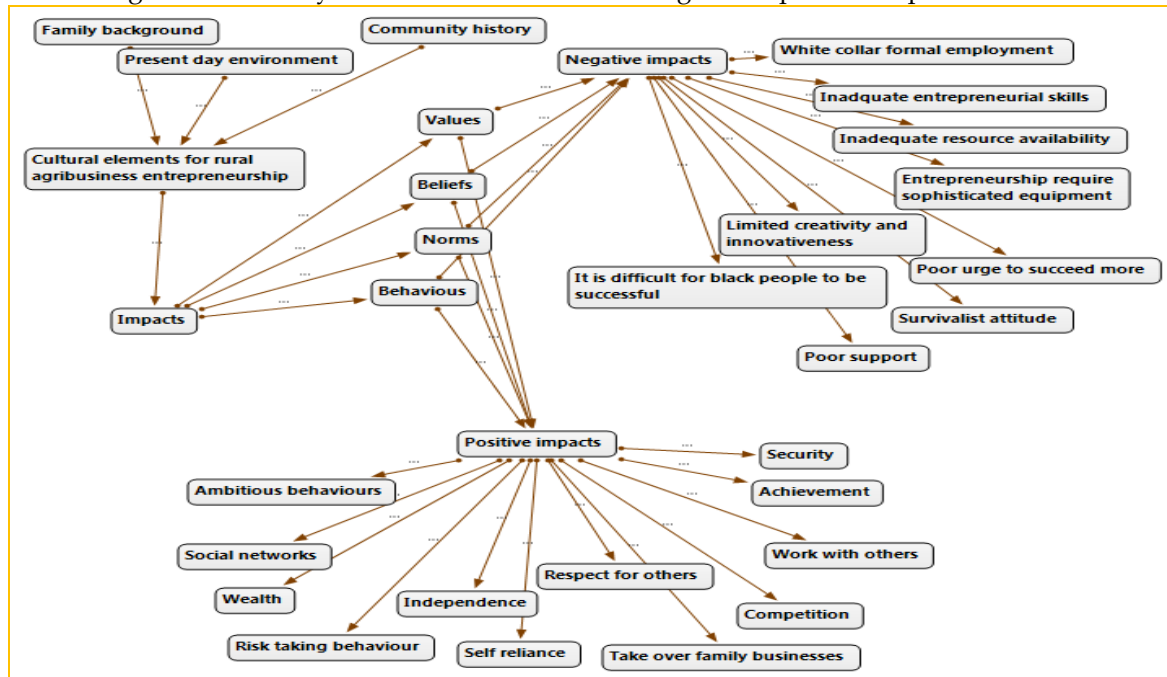 Family background
Community history
Present day environment
Negative impacts
White collar formal employment
Inadquate entrepreneurial skills
Values
Inadequate resource availability
Cultural elements for rural
agribusiness entrepreneurship
Beliefs
Entrepreneurship require
sophisticated equipment
Norms
Limited creativity and
innovativeness
Poor urge to succeed more
It is difficult for black people to be
successful
Behavious
Impacts
Survivalist attitude
Poor support
Positive impacts
Security
Ambitious behaviours
Achievement
Social networks
Work with others
Respect for others
Wealth
Independence
Competition
Risk taking behaviour
Self reliance
Take over family businesses